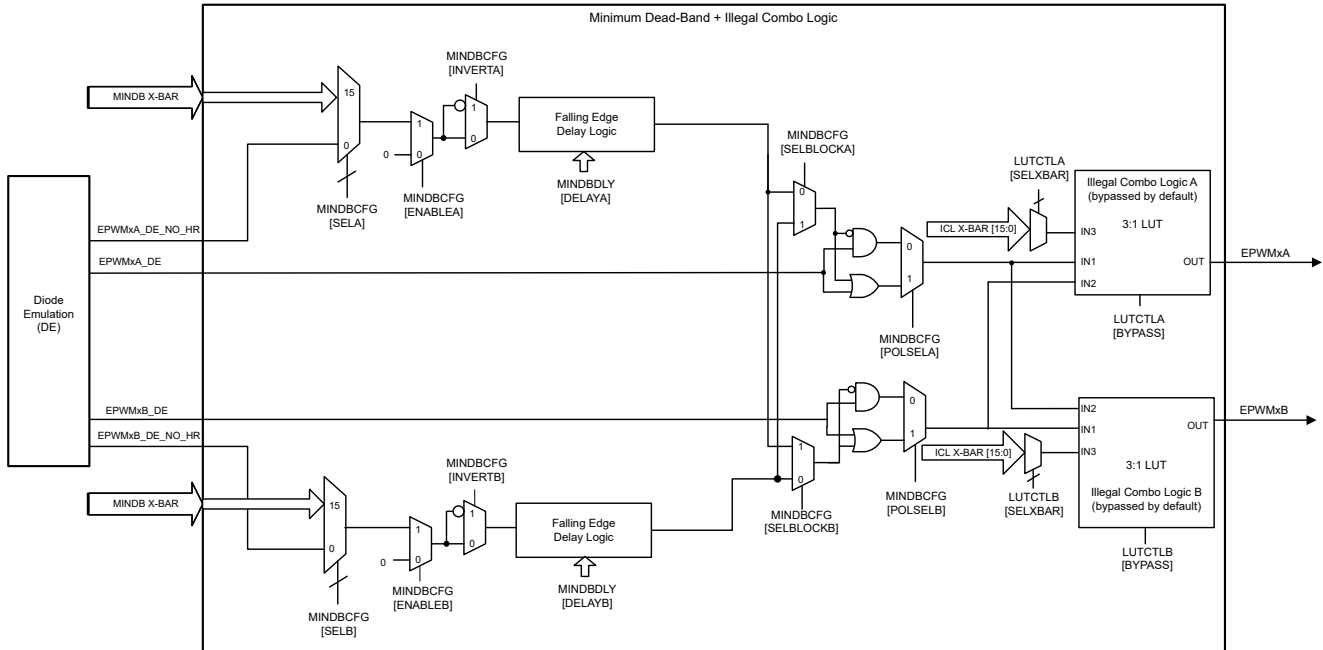 Minimum Dead-Band + Illegal Combo Logic
MINDB X-BAR
15
0
MINDBCFG
[SELA]
1
0
0
MINDBCFG
[ENABLEA]
MINDBCFG
[INVERTA]
1
0
Falling Edge
Delay Logic
MINDBDLY
[DELAYA]
MINDBCFG
[SELBLOCKA]
0
1
0
1
MINDBCFG
[POLSELA]
LUTCTLA
[SELXBAR]
ICL X-BAR [15:0]
Illegal Combo Logic A
(bypassed by default)
3:1 LUT
IN3
IN1
IN2
OUT
EPWMxA
LUTCTLA
[BYPASS]
Diode
Emulation
(DE)
EPWMxA_DE_NO_HR
EPWMxA_DE
EPWMxB_DE
EPWMxB_DE_NO_HR
MINDB X-BAR
15
0
MINDBCFG
[SELB]
1
0
0
MINDBCFG
[ENABLEB]
MINDBCFG
[INVERTB]
1
0
Falling Edge
Delay Logic
MINDBDLY
[DELAYB]
1
0
MINDBCFG
[SELBLOCKB]
0
1
MINDBCFG
[POLSELB]
ICL X-BAR [15:0]
LUTCTLB
[SELXBAR]
IN2
IN1
IN3
OUT
EPWMxB
3:1 LUT
Illegal Combo Logic B
(bypassed by default)
LUTCTLB
[BYPASS]